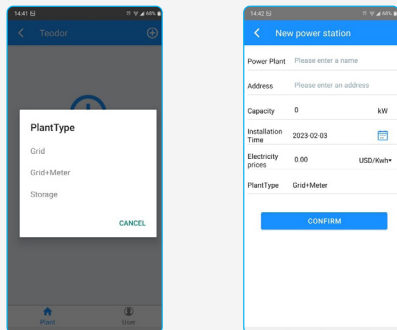 14:41
68%
Teodor
PlantType
Grid
Grid+Meter
Storage
CANCEL
Plant
User
14:42
68%
New power station
Power Plant Please enter a name
Address Please enter an address
Capacity 0 kW
Installation
Time 2023-02-03
Electricity
prices 0.00 USD/Kwh
PlantType Grid+Meter
CONFIRM